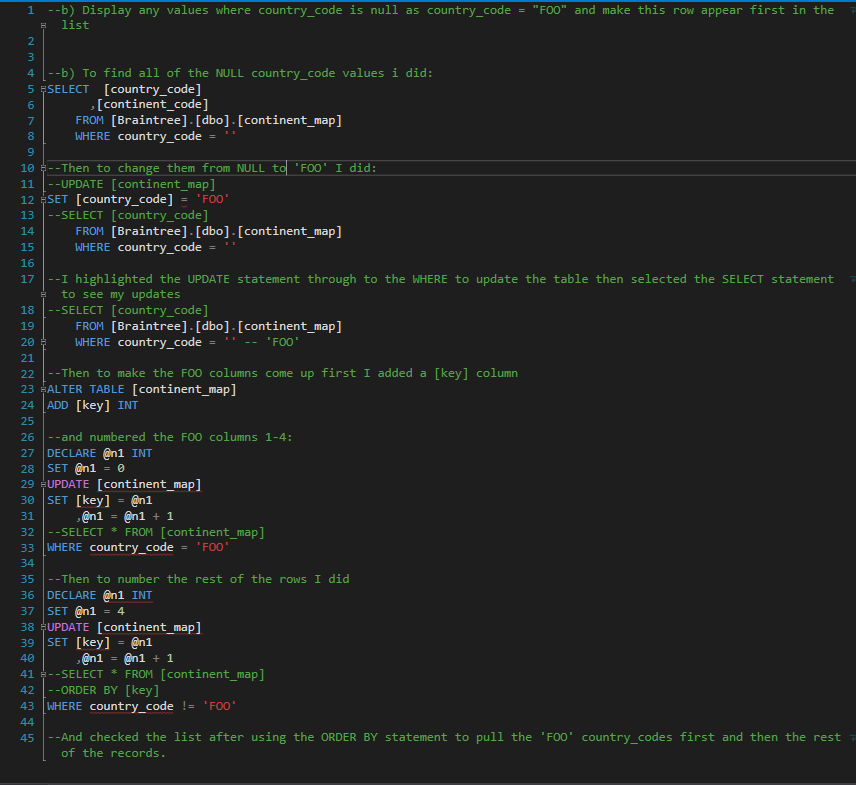 1 --b) Display any values where country_code is null as country_code = "FOO" and make this row appear first in the
list
2
3
4 --b) To find all of the NULL country_code values i did:
5 SELECT  [country_code]
6       ,[continent_code]
7     FROM [Braintree].[dbo].[continent_map]
8     WHERE country_code = ''
9
10 --Then to change them from NULL to 'FOO' I did:
11 --UPDATE [continent_map]
12 SET [country_code] = 'FOO'
13 --SELECT [country_code]
14     FROM [Braintree].[dbo].[continent_map]
15     WHERE country_code = ''
16
17 --I highlighted the UPDATE statement through to the WHERE to update the table then selected the SELECT statement
to see my updates
18 --SELECT [country_code]
19     FROM [Braintree].[dbo].[continent_map]
20     WHERE country_code = '' -- 'FOO'
21
22 --Then to make the FOO columns come up first I added a [key] column
23 ALTER TABLE [continent_map]
24 ADD [key] INT
25
26 --and numbered the FOO columns 1-4:
27 DECLARE @n1 INT
28 SET @n1 = 0
29 UPDATE [continent_map]
30 SET [key] = @n1
31     ,@n1 = @n1 + 1
32 --SELECT * FROM [continent_map]
33 WHERE country_code = 'FOO'
34
35 --Then to number the rest of the rows I did
36 DECLARE @n1 INT
37 SET @n1 = 4
38 UPDATE [continent_map]
39 SET [key] = @n1
40     ,@n1 = @n1 + 1
41 --SELECT * FROM [continent_map]
42 --ORDER BY [key]
43 WHERE country_code != 'FOO'
44
45 --And checked the list after using the ORDER BY statement to pull the 'FOO' country_codes first and then the rest
of the records.